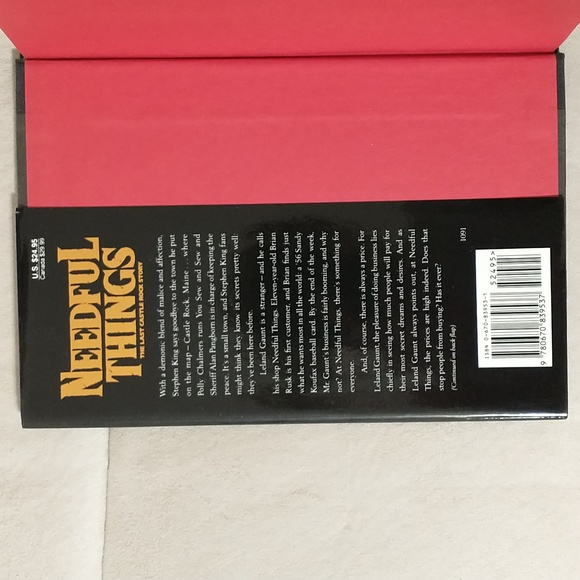 U.S. $24.95
Canada $29.99
NEEDFUL
THINGS
THE LAST CASTLE ROCK STORY
With a demonic blend of malice and affection,
Stephen King says goodbye to the town he put
on the map – Castle Rock, Maine . . . where
Polly Chalmers runs You Sew and Sew and
Sheriff Alan Pangborn is in charge of keeping the
peace. It's a small town, and Stephen King fans
might think they know its secrets pretty well:
they've been here before.
Leland Gaunt is a stranger – and he calls
his shop Needful Things. Eleven-year-old Brian
Rusk is his first customer, and Brian finds just
what he wants most in all the world: a '56 Sandy
Koufax baseball card. By the end of the week,
Mr. Gaunt's business is fairly booming, and why
not? At Needful Things, there's something for
everyone.
And, of course, there is always a price. For
Leland Gaunt, the pleasure of doing business lies
chiefly in seeing how much people will pay for
their most secret dreams and desires. And as
Leland Gaunt always points out, at Needful
Things, the prices are high indeed. Does that
stop people from buying? Has it ever?
(Continued on back flap)
1091
52495>
ISBN 0-670-83953-1
9 780670 839537